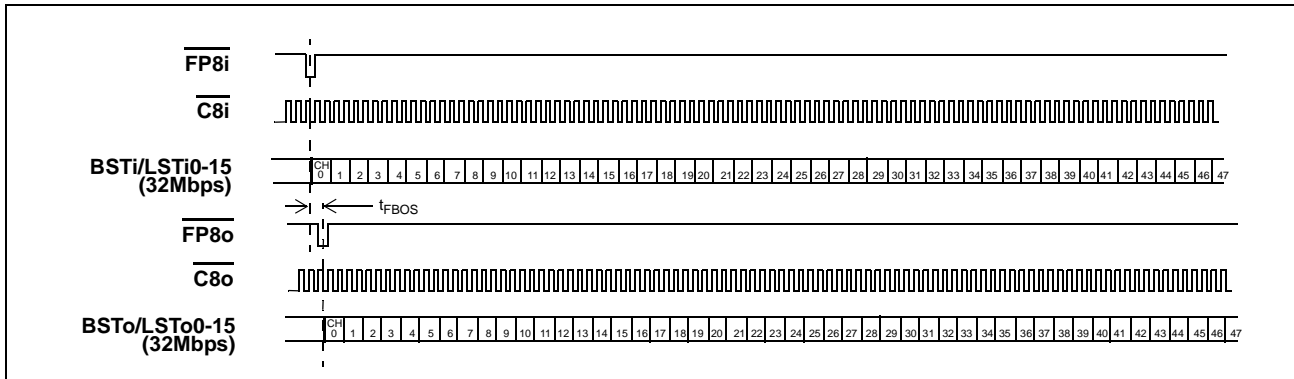 FP8i
C8i
BSTi/LSTi0-15
(32Mbps)
CH
0 1 2 3 4 5 6 7 8 9 10 11 12 13 14 15 16 17 18 19 20 21 22 23 24 25 26 27 28 29 30 31 32 33 34 35 36 37 38 39 40 41 42 43 44 45 46 47
tFBOS
FP8o
C8o
BSTo/LSTo0-15
(32Mbps)
CH
0 1 2 3 4 5 6 7 8 9 10 11 12 13 14 15 16 17 18 19 20 21 22 23 24 25 26 27 28 29 30 31 32 33 34 35 36 37 38 39 40 41 42 43 44 45 46 47